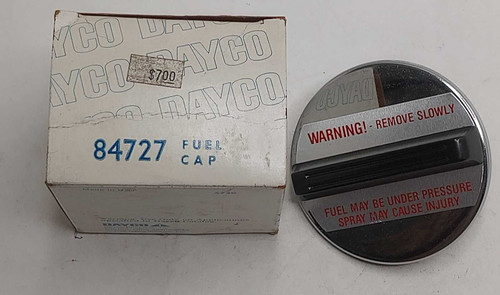 DAYCO
DAYCO
DAYCO
DAYCO
$700
84727 FUEL
CAP
DAYCO
WARNING! - REMOVE SLOWLY
FUEL MAY BE UNDER PRESSURE
SPRAY MAY CAUSE INJURY